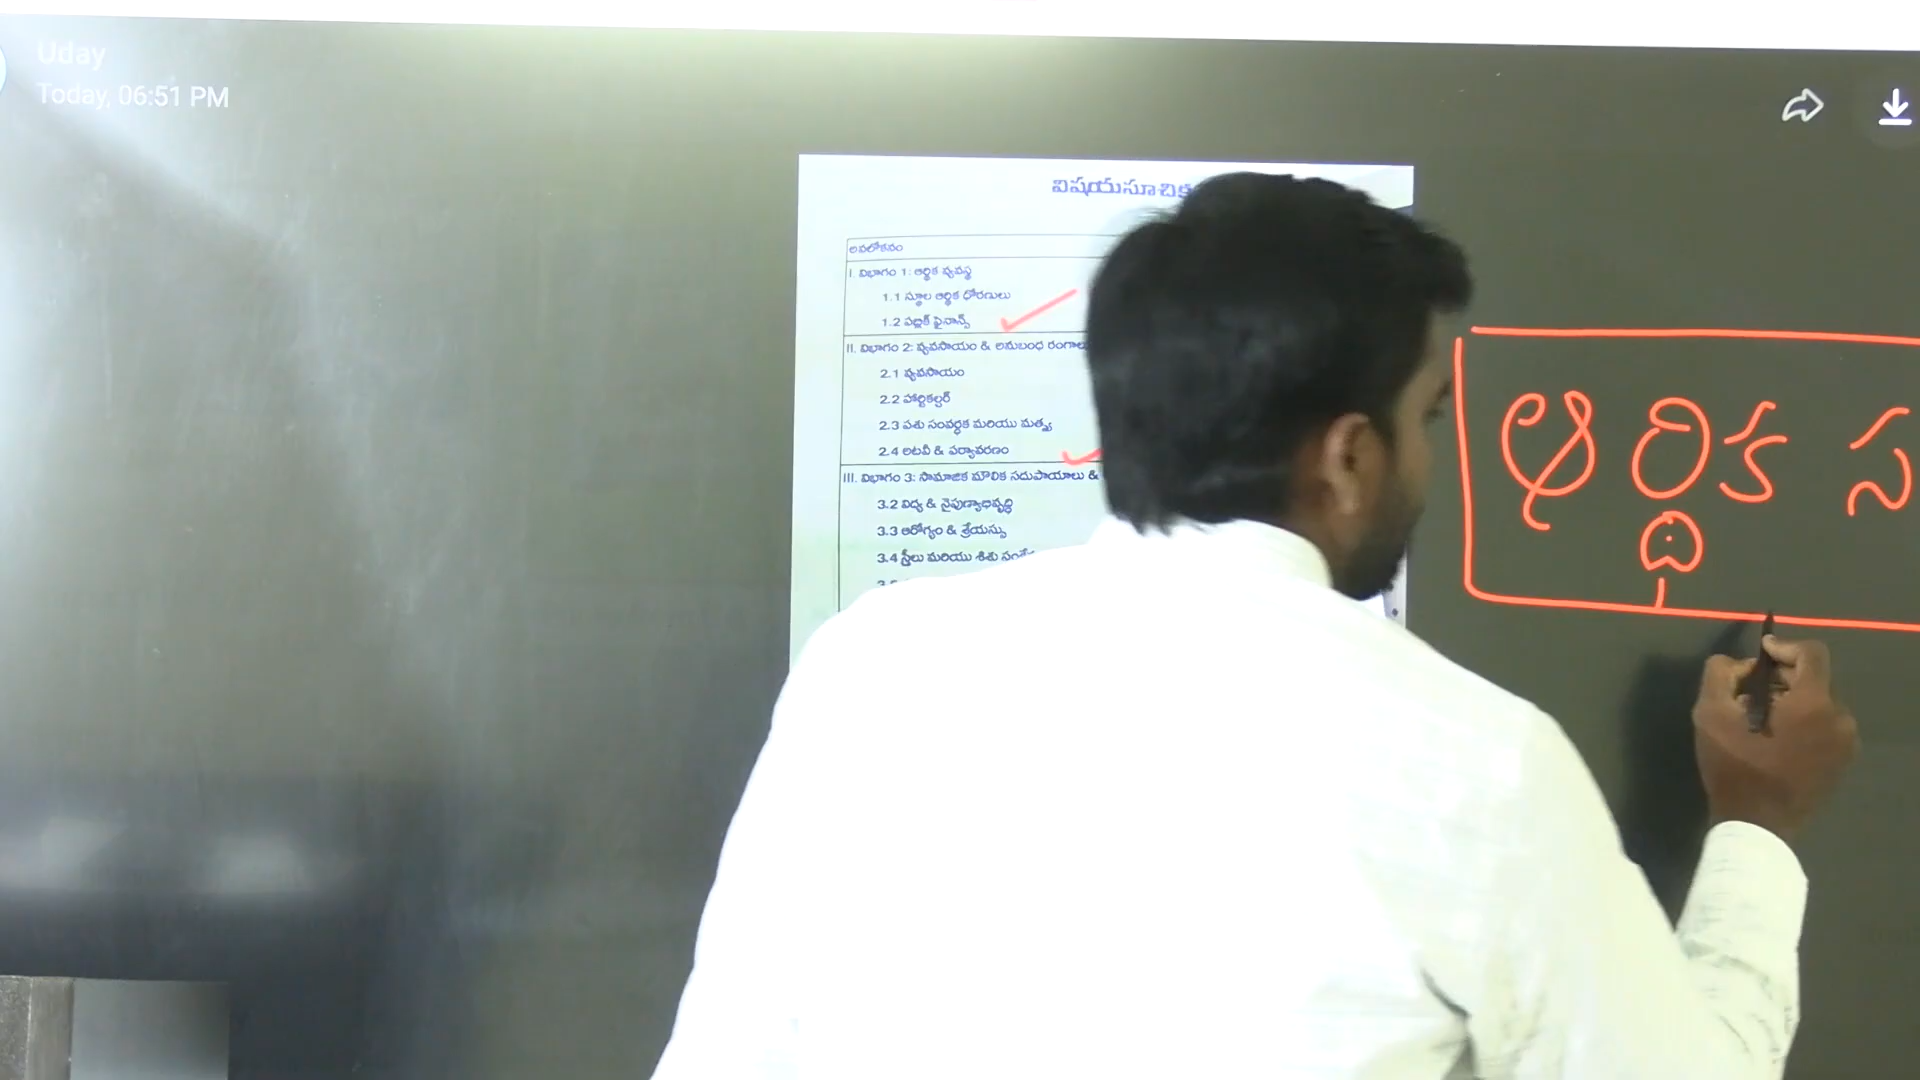 Uday
Today, 06:51 PM
విషయసూచిక
అవలోకనం
I. విభాగం 1: ఆర్థిక వ్యవస్థ
1.1 స్థూల ఆర్థిక ధోరణులు
1.2 పబ్లిక్ ఫైనాన్స్
II. విభాగం 2: వ్యవసాయం & అనుబంధ రంగాలు
2.1 వ్యవసాయం
2.2 హార్టికల్చర్
2.3 పశు సంవర్ధక మరియు మత్స్య
2.4 అటవీ & పర్యావరణం
III. విభాగం 3: సామాజిక మౌలిక సదుపాయాలు &
3.2 విద్య & నైపుణ్యాభివృద్ధి
3.3 ఆరోగ్యం & శ్రేయస్సు
3.4 స్త్రీలు మరియు శిశు
ఆర్థిక స